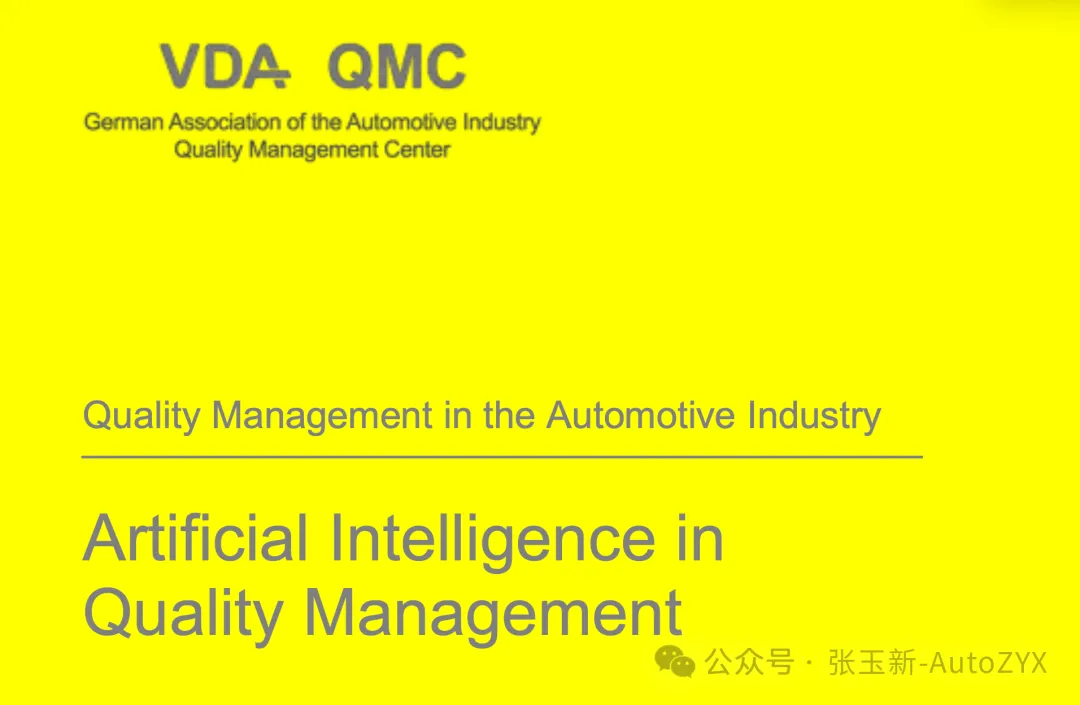 VDA QMC
German Association of the Automotive Industry
Quality Management Center
Quality Management in the Automotive Industry
Artificial Intelligence in
Quality Management
公众号 · 张玉新-AutoZYX